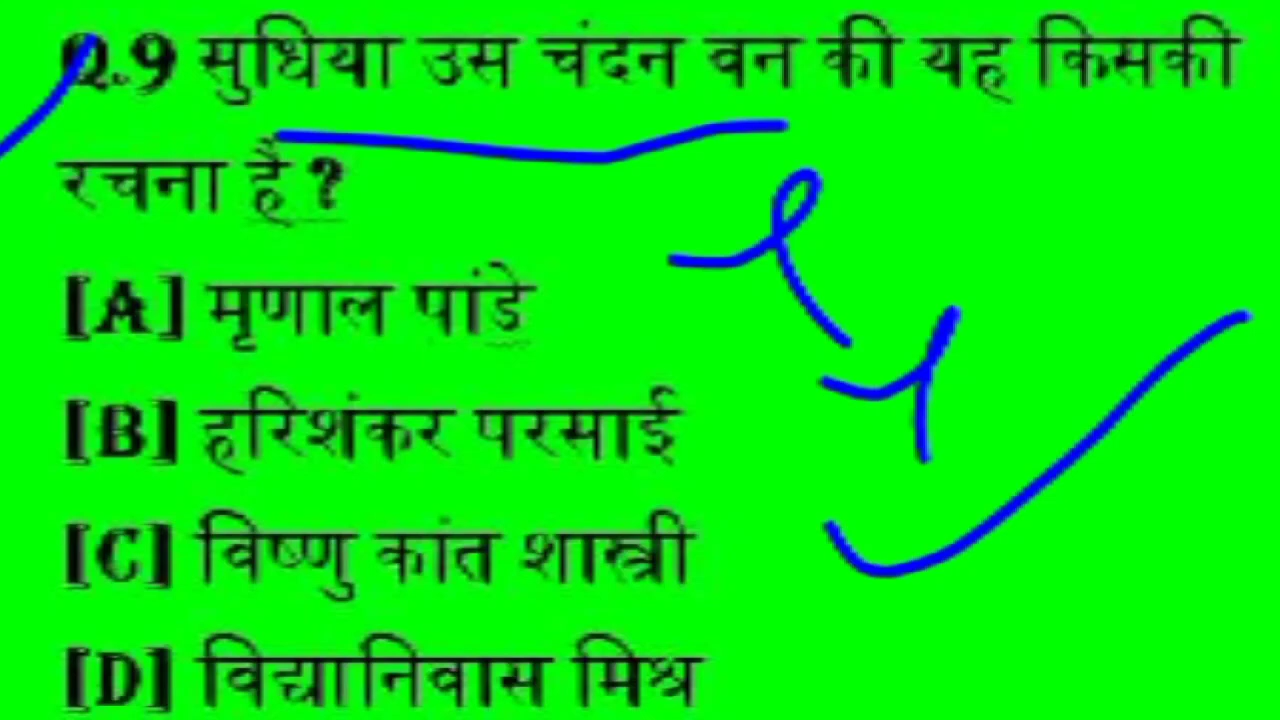 Q.9 सुधिया उस चंदन वन की यह किसकी
रचना है ?
[A] मृणाल पांडे
[B] हरिशंकर परसाई
[C] विष्णु कांत शास्त्री
[D] विद्यानिवास मिश्र